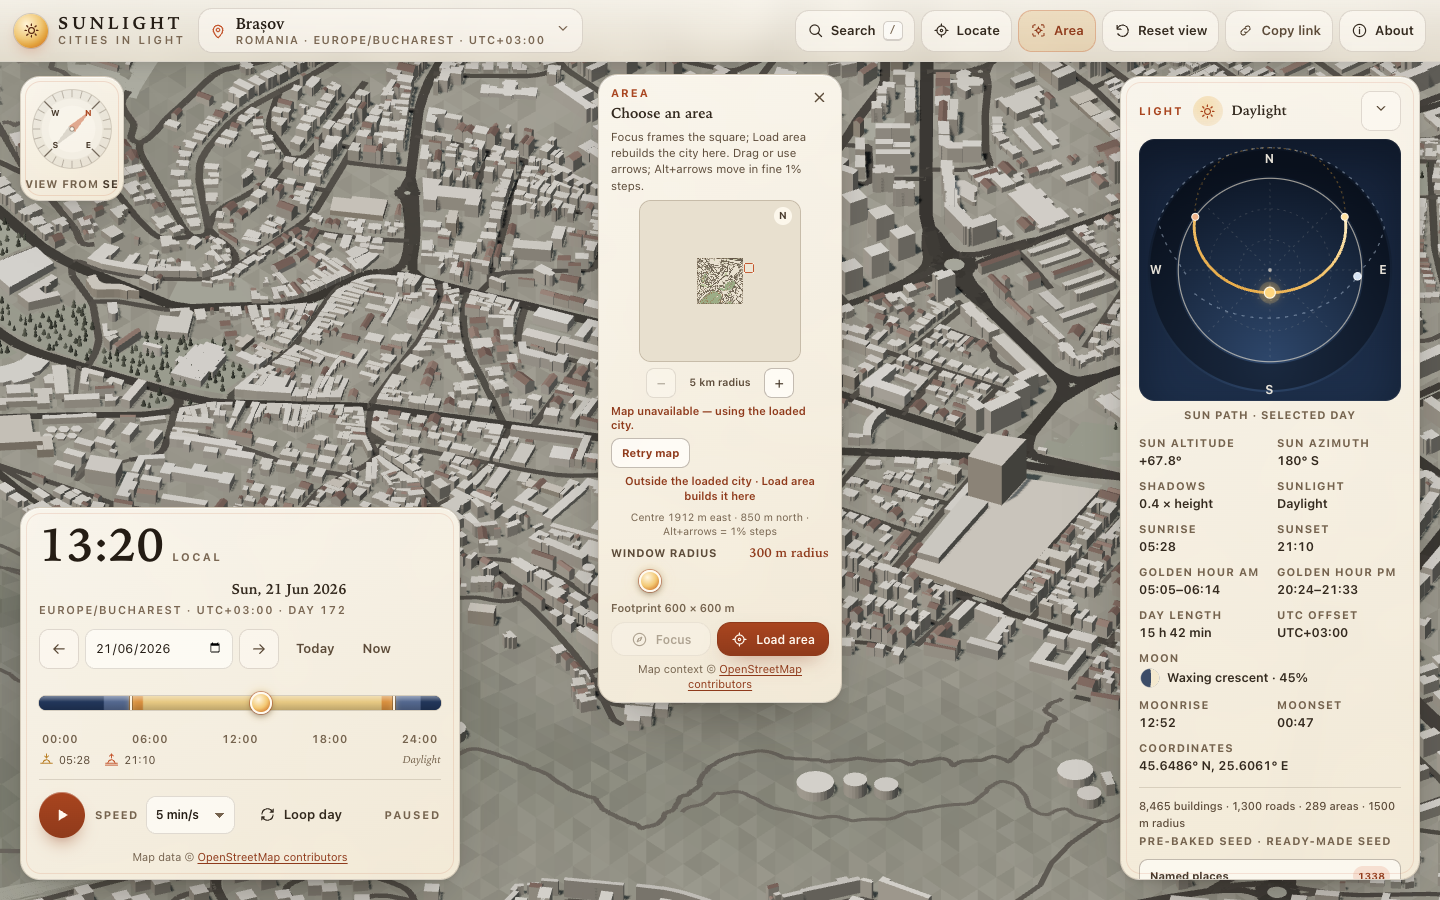 SUNLIGHT
CITIES IN LIGHT
Brașov
ROMANIA · EUROPE/BUCHAREST · UTC+03:00
Search /
Locate
Area
Reset view
Copy link
About
N
W
S
E
VIEW FROM SE
AREA
Choose an area
Focus frames the square; Load area
rebuilds the city here. Drag or use
arrows; Alt+arrows move in fine 1%
steps.
N
− 5 km radius +
Map unavailable — using the loaded
city.
Retry map
Outside the loaded city · Load area
builds it here
Centre 1912 m east · 850 m north ·
Alt+arrows = 1% steps
WINDOW RADIUS 300 m radius
Footprint 600 × 600 m
Focus
Load area
Map context © OpenStreetMap
contributors
13:20 LOCAL
Sun, 21 Jun 2026
EUROPE/BUCHAREST · UTC+03:00 · DAY 172
← 21/06/2026 → Today Now
00:00 06:00 12:00 18:00 24:00
05:28 21:10 Daylight
SPEED 5 min/s Loop day PAUSED
Map data © OpenStreetMap contributors
LIGHT Daylight
N
W
E
S
SUN PATH · SELECTED DAY
SUN ALTITUDE SUN AZIMUTH
+67.8° 180° S
SHADOWS SUNLIGHT
0.4 × height Daylight
SUNRISE SUNSET
05:28 21:10
GOLDEN HOUR AM GOLDEN HOUR PM
05:05–06:14 20:24–21:33
DAY LENGTH UTC OFFSET
15 h 42 min UTC+03:00
MOON
Waxing crescent · 45%
MOONRISE MOONSET
12:52 00:47
COORDINATES
45.6486° N, 25.6061° E
8,465 buildings · 1,300 roads · 289 areas · 1500
m radius
PRE-BAKED SEED · READY-MADE SEED
Named places 1338